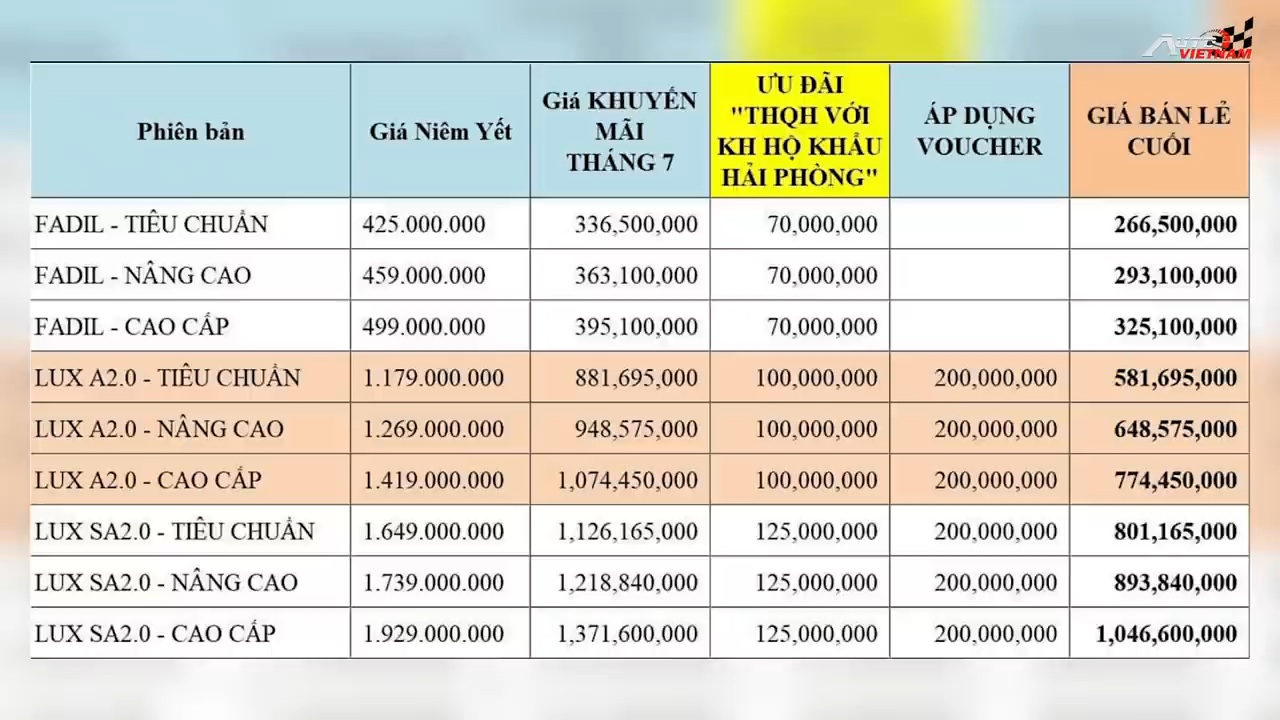 AUTO
VIETNAM
Phiên bản
Giá Niêm Yết
Giá KHUYẾN
MÃI
THÁNG 7
ƯU ĐÃI
"THQH VỚI
KH HỘ KHẨU
HẢI PHÒNG"
ÁP DỤNG
VOUCHER
GIÁ BÁN LẺ
CUỐI
FADIL - TIÊU CHUẨN 425.000.000 336,500,000 70,000,000 266,500,000
FADIL - NÂNG CAO 459.000.000 363,100,000 70,000,000 293,100,000
FADIL - CAO CẤP 499.000.000 395,100,000 70,000,000 325,100,000
LUX A2.0 - TIÊU CHUẨN 1.179.000.000 881,695,000 100,000,000 200,000,000 581,695,000
LUX A2.0 - NÂNG CAO 1.269.000.000 948,575,000 100,000,000 200,000,000 648,575,000
LUX A2.0 - CAO CẤP 1.419.000.000 1,074,450,000 100,000,000 200,000,000 774,450,000
LUX SA2.0 - TIÊU CHUẨN 1.649.000.000 1,126,165,000 125,000,000 200,000,000 801,165,000
LUX SA2.0 - NÂNG CAO 1.739.000.000 1,218,840,000 125,000,000 200,000,000 893,840,000
LUX SA2.0 - CAO CẤP 1.929.000.000 1,371,600,000 125,000,000 200,000,000 1,046,600,000